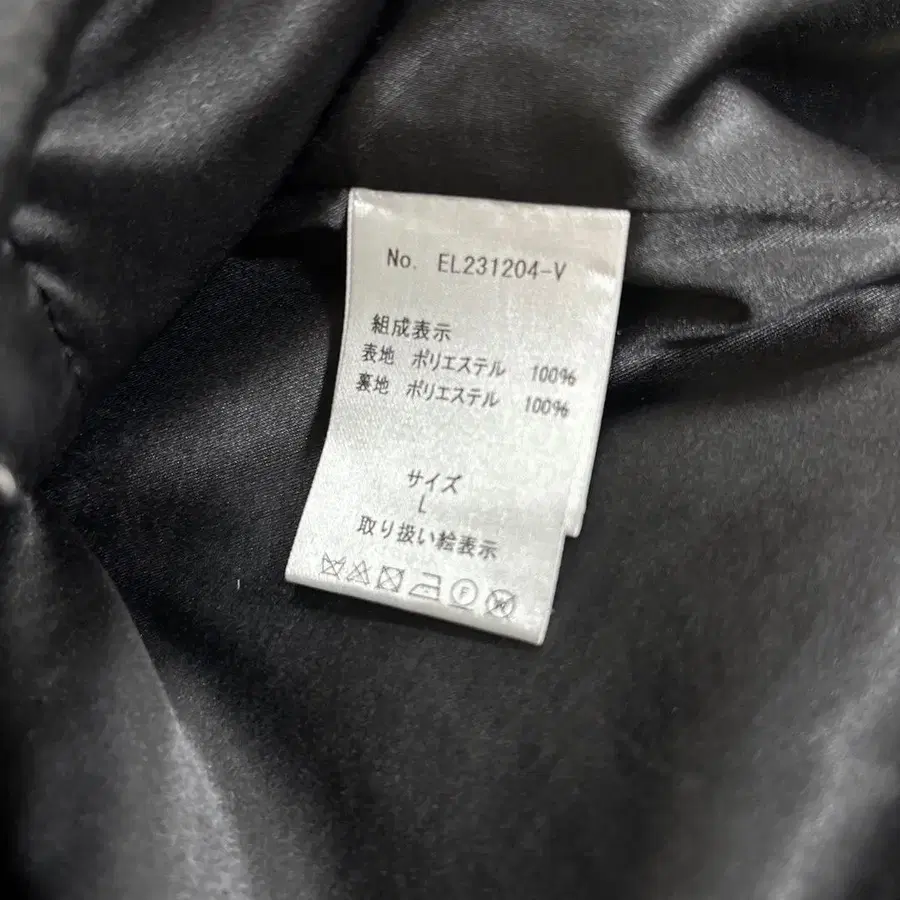 No. EL231204-V
組成表示
表地 ポリエステル 100%
裏地 ポリエステル 100%
サイズ
L
取り扱い絵表示
F
W